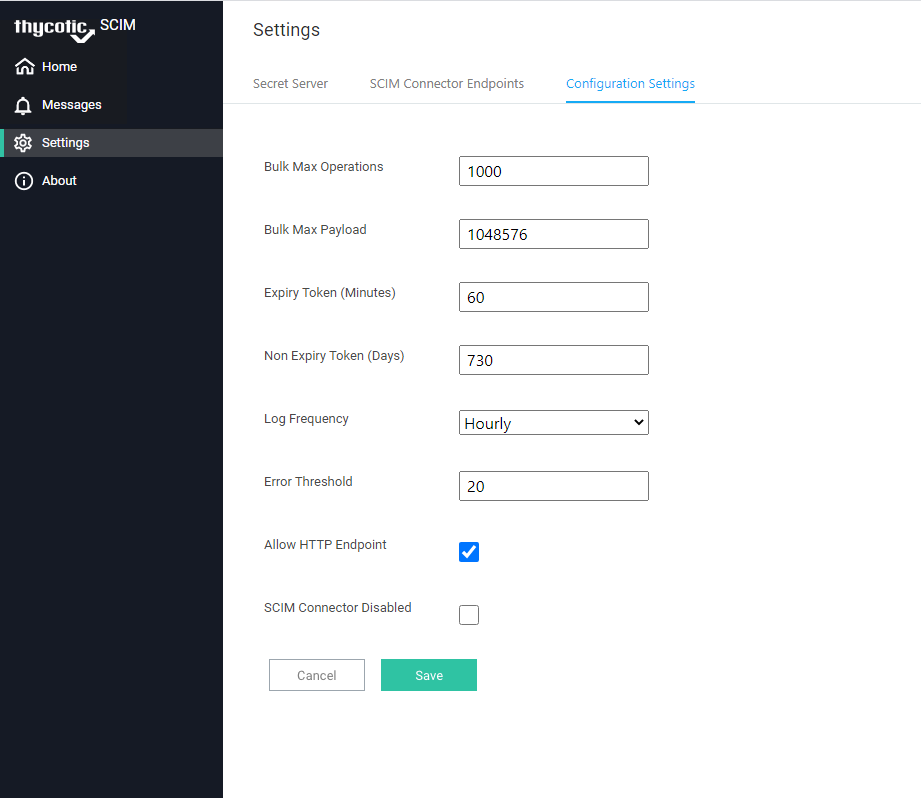 thycotic SCIM
Home
Messages
Settings
About
Settings
Secret Server SCIM Connector Endpoints Configuration Settings
Bulk Max Operations 1000
Bulk Max Payload 1048576
Expiry Token (Minutes) 60
Non Expiry Token (Days) 730
Log Frequency Hourly
Error Threshold 20
Allow HTTP Endpoint
SCIM Connector Disabled
Cancel Save